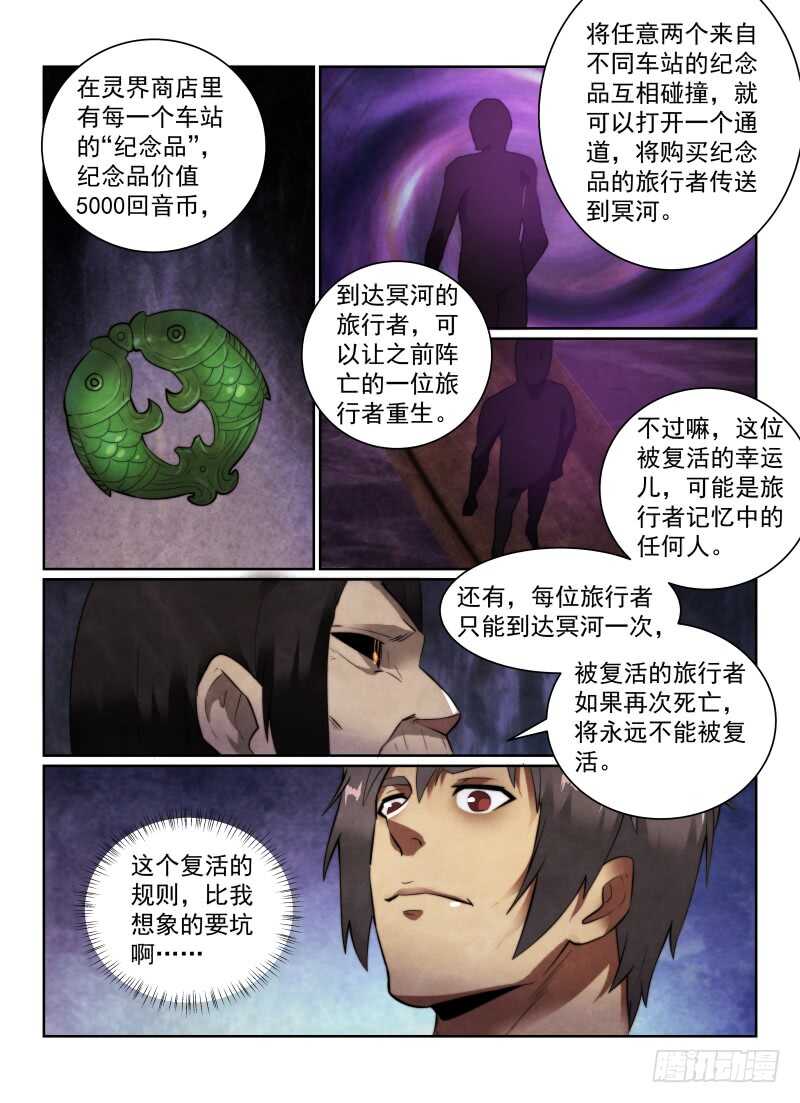 在灵界商店里
有每一个车站
的“纪念品”，
纪念品价值
5000回音币，
将任意两个来自
不同车站的纪念
品互相碰撞，就
可以打开一个通
道，将购买纪念
品的旅行者传送
到冥河。
到达冥河的
旅行者，可
以让之前阵
亡的一位旅
行者重生。
不过嘛，这位
被复活的幸运
儿，可能是旅
行者记忆中的
任何人。
还有，每位旅行者
只能到达冥河一次，
被复活的旅行者
如果再次死亡，
将永远不能被复
活。
这个复活的
规则，比我
想象的要坑
啊……
腾讯动漫